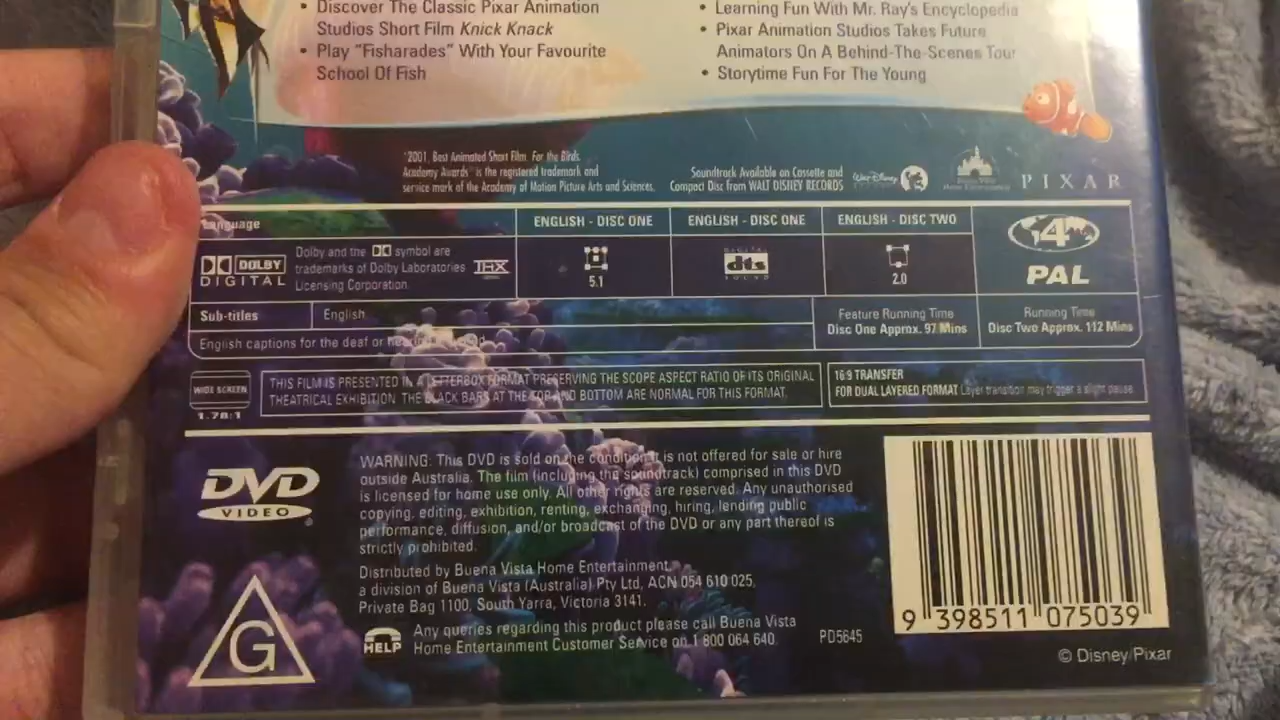 • Discover The Classic Pixar Animation
Studios Short Film Knick Knack
• Play "Fisharades" With Your Favourite
School Of Fish
• Learning Fun With Mr. Ray's Encyclopedia
• Pixar Animation Studios Takes Future
Animators On A Behind-The-Scenes Tour
• Storytime Fun For The Young
*2001, Best Animated Short Film, For the Birds.
Academy Awards® is the registered trademark and
service mark of the Academy of Motion Picture Arts and Sciences.
Soundtrack Available on Cassette and
Compact Disc from WALT DISNEY RECORDS
WALT DISNEY
PIXAR
Language
ENGLISH - DISC ONE
ENGLISH - DISC ONE
ENGLISH - DISC TWO
4
PAL
DOLBY
DIGITAL
Dolby and the symbol are
trademarks of Dolby Laboratories
Licensing Corporation.
THX
5.1
DIGITAL
dts
SOUND
2.0
Sub-titles
English
English captions for the deaf or hearing
Feature Running Time
Disc One Approx. 97 Mins
Running Time
Disc Two Approx. 112 Mins
WIDE SCREEN
1.78:1
THIS FILM IS PRESENTED IN A LETTERBOX FORMAT PRESERVING THE SCOPE ASPECT RATIO OF ITS ORIGINAL
THEATRICAL EXHIBITION. THE BLACK BARS AT THE TOP AND BOTTOM ARE NORMAL FOR THIS FORMAT.
16:9 TRANSFER
FOR DUAL LAYERED FORMAT Layer transition may trigger a slight pause.
DVD
VIDEO
WARNING: This DVD is sold on the condition it is not offered for sale or hire
outside Australia. The film (including the soundtrack) comprised in this DVD
is licensed for home use only. All other rights are reserved. Any unauthorised
copying, editing, exhibition, renting, exchanging, hiring, lending public
performance, diffusion, and/or broadcast of the DVD or any part thereof is
strictly prohibited.
Distributed by Buena Vista Home Entertainment,
a division of Buena Vista (Australia) Pty Ltd, ACN 054 610 025,
Private Bag 1100, South Yarra, Victoria 3141.
HELP
Any queries regarding this product please call Buena Vista
Home Entertainment Customer Service on 1 800 064 640.
PD5645
G
9 398511 075039
© Disney/Pixar